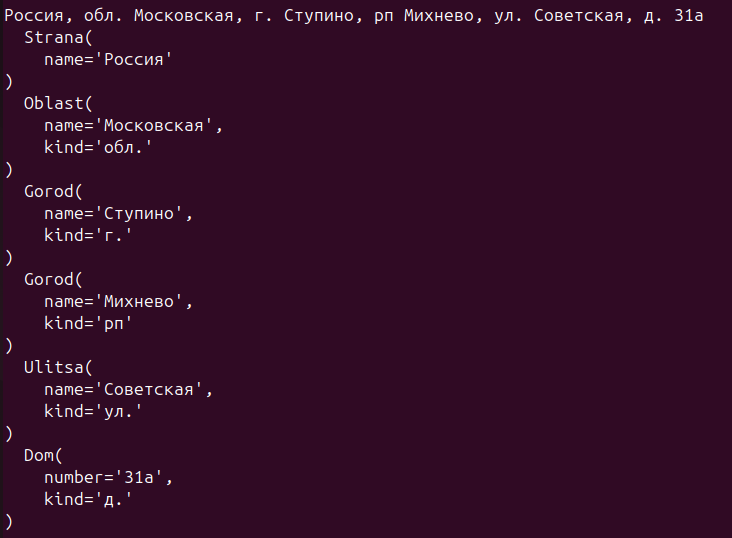 Россия, обл. Московская, г. Ступино, рп Михнево, ул. Советская, д. 31а
Strana(
name='Россия'
)
Oblast(
name='Московская',
kind='обл.'
)
Gorod(
name='Ступино',
kind='г.'
)
Gorod(
name='Михнево',
kind='рп'
)
Ulitsa(
name='Советская',
kind='ул.'
)
Dom(
number='31а',
kind='д.'
)